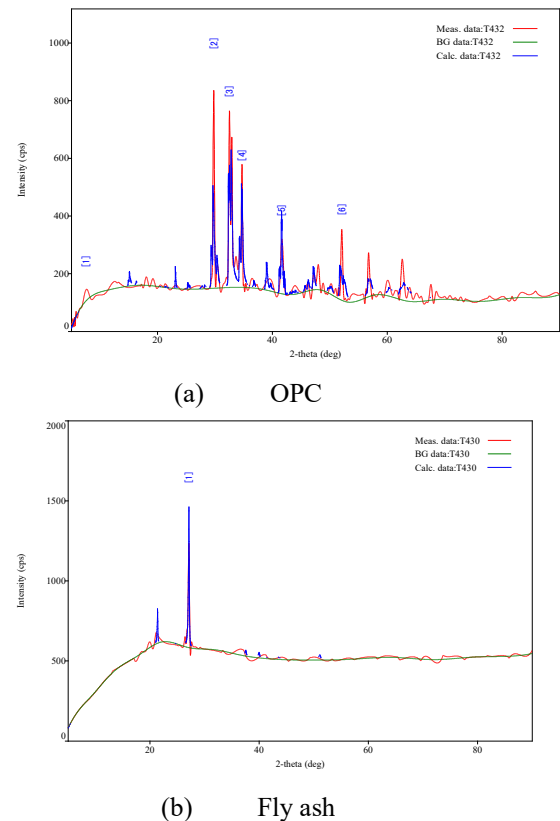 1000
800
600
400
200
0
Intensity (cps)
[1]
[2]
[3]
[4]
[5]
[6]
Meas. data:T432
BG data:T432
Calc. data:T432
20
40
60
80
2-theta (deg)
(a) OPC
2000
1500
1000
500
0
Intensity (cps)
[1]
Meas. data:T430
BG data:T430
Calc. data:T430
20
40
60
80
2-theta (deg)
(b) Fly ash